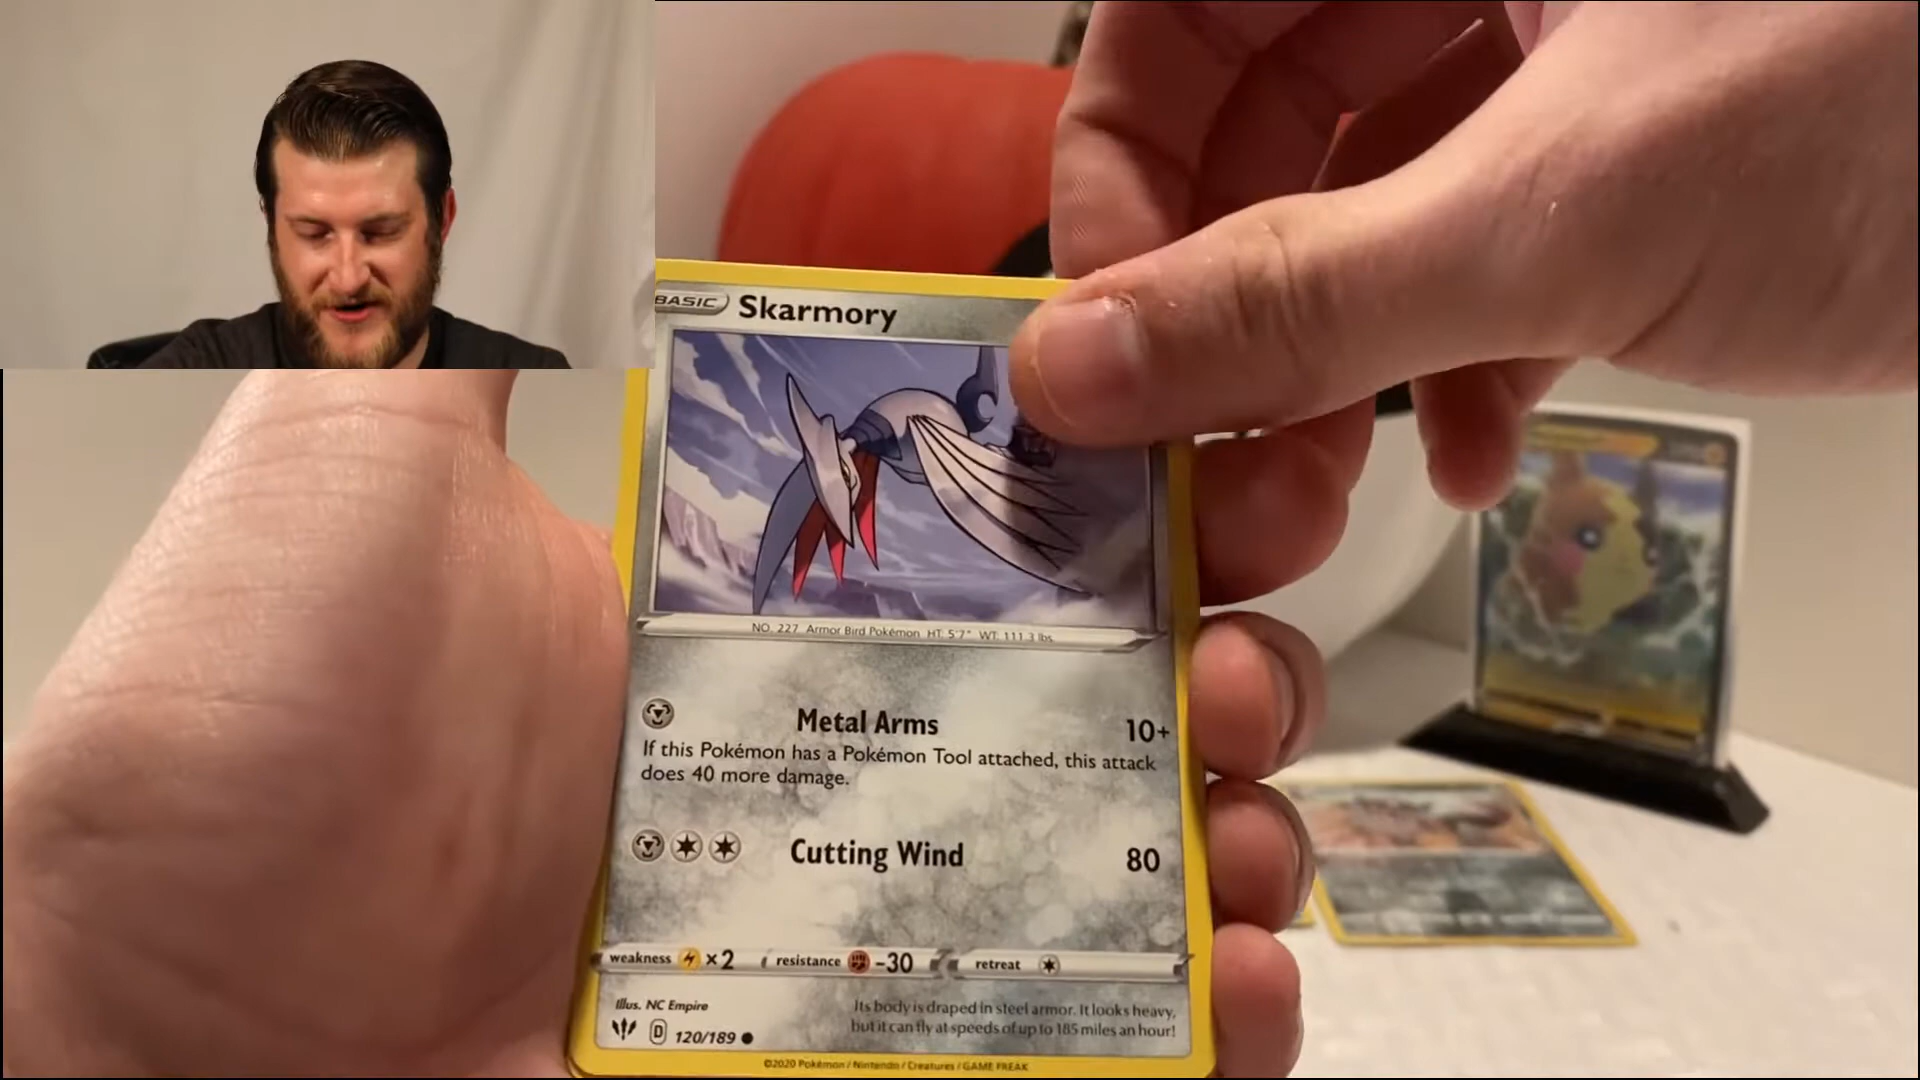 BASIC Skarmory
NO. 227 Armor Bird Pokémon HT: 5'7" WT: 111.3 lbs.
Metal Arms 10+
If this Pokémon has a Pokémon Tool attached, this attack
does 40 more damage.
Cutting Wind 80
weakness ×2 resistance -30 retreat
Illus. NC Empire
Its body is draped in steel armor. It looks heavy,
but it can fly at speeds of up to 185 miles an hour!
D 120/189
©2020 Pokémon / Nintendo / Creatures / GAME FREAK